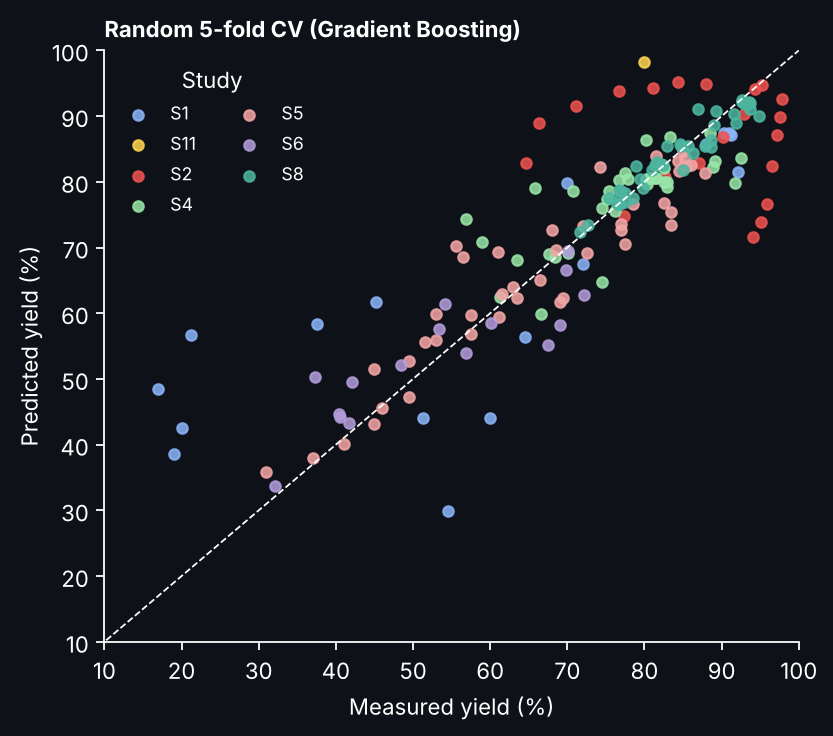 Random 5-fold CV (Gradient Boosting)
Study
S1 S5
S11 S6
S2 S8
S4
100
90
80
70
60
50
40
30
20
10
Predicted yield (%)
10 20 30 40 50 60 70 80 90 100
Measured yield (%)